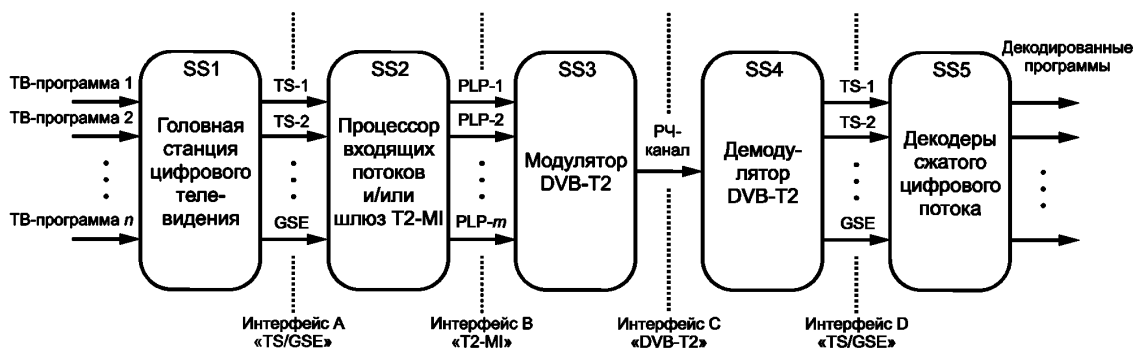 ТВ-программа 1
ТВ-программа 2
ТВ-программа n
SS1
Головная
станция
цифрового
теле-
видения
TS-1
TS-2
GSE
Интерфейс A
«TS/GSE»
SS2
Процессор
входящих
потоков
и/или
шлюз T2-MI
PLP-1
PLP-2
PLP-m
Интерфейс B
«T2-MI»
SS3
Модулятор
DVB-T2
РЧ-
канал
Интерфейс C
«DVB-T2»
SS4
Демоду-
лятор
DVB-T2
TS-1
TS-2
GSE
Интерфейс D
«TS/GSE»
SS5
Декодеры
сжатого
цифрового
потока
Декодированные
программы